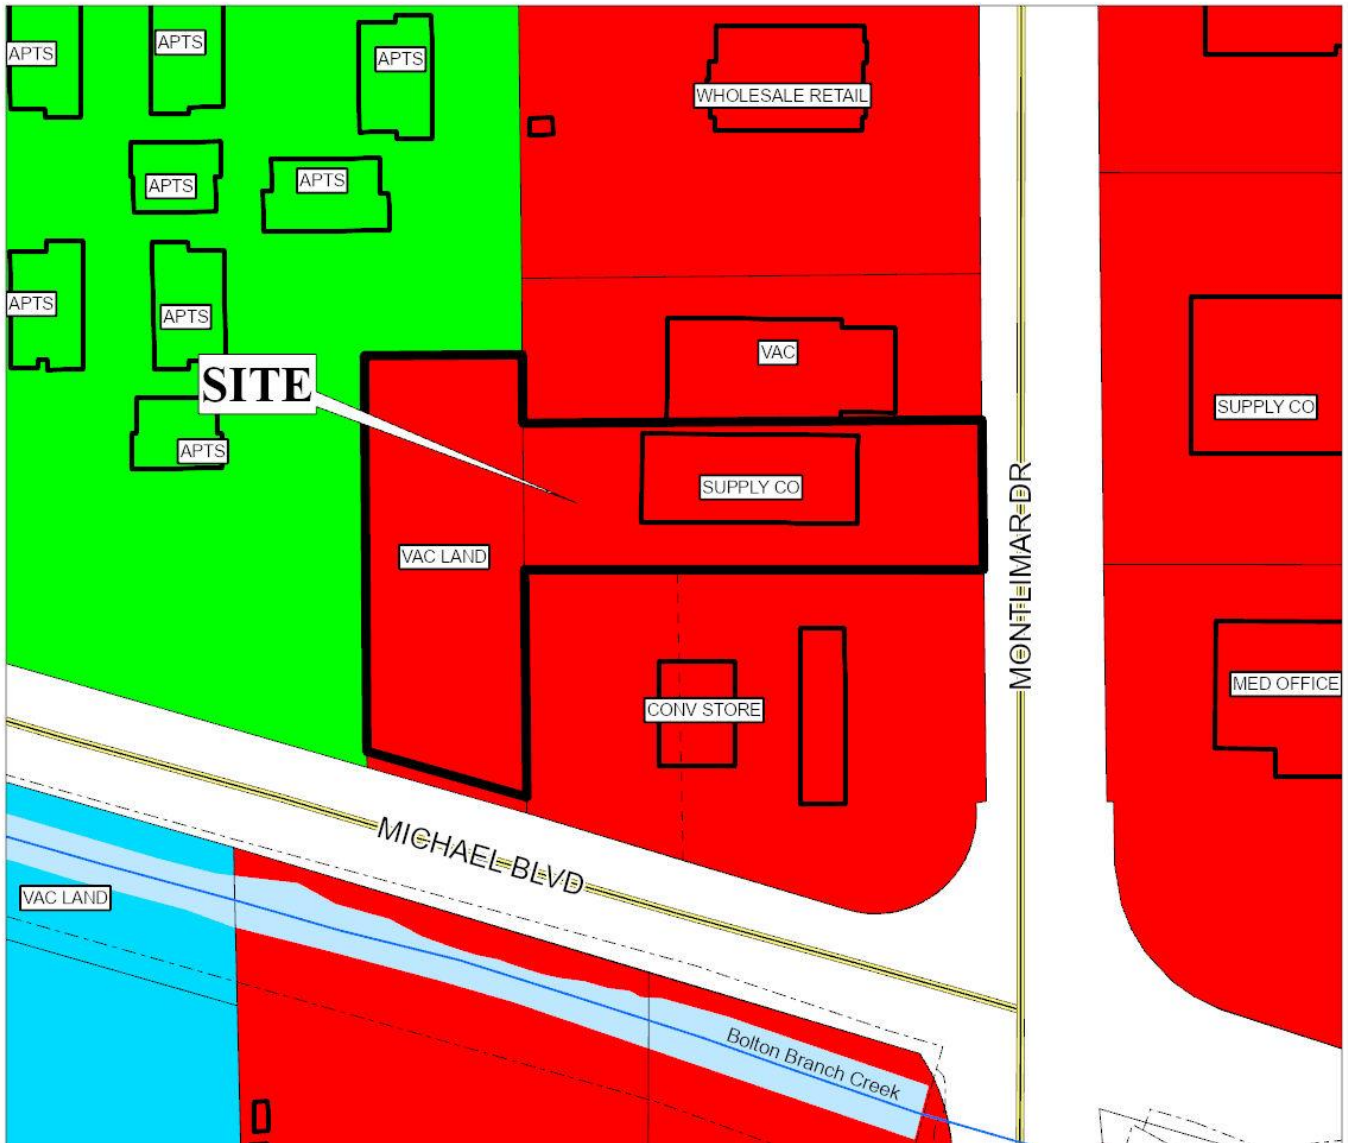 APTS
APTS
APTS
WHOLESALE RETAIL
APTS
APTS
APTS
APTS
VAC
SITE
SUPPLY CO
APTS
SUPPLY CO
VAC LAND
MONTLIMAR DR
MED OFFICE
CONV STORE
MICHAEL BLVD
VAC LAND
Bolton Branch Creek